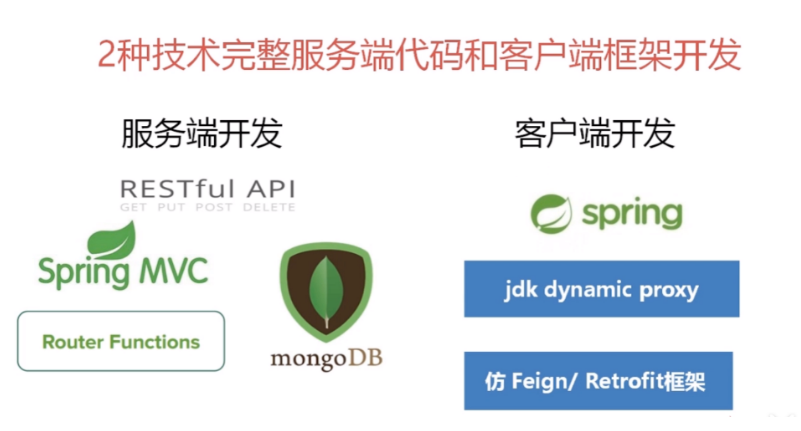 2种技术完整服务端代码和客户端框架开发
服务端开发
RESTful API
GET PUT POST DELETE
Spring MVC
Router Functions
mongoDB
客户端开发
spring
jdk dynamic proxy
仿 Feign/ Retrofit框架